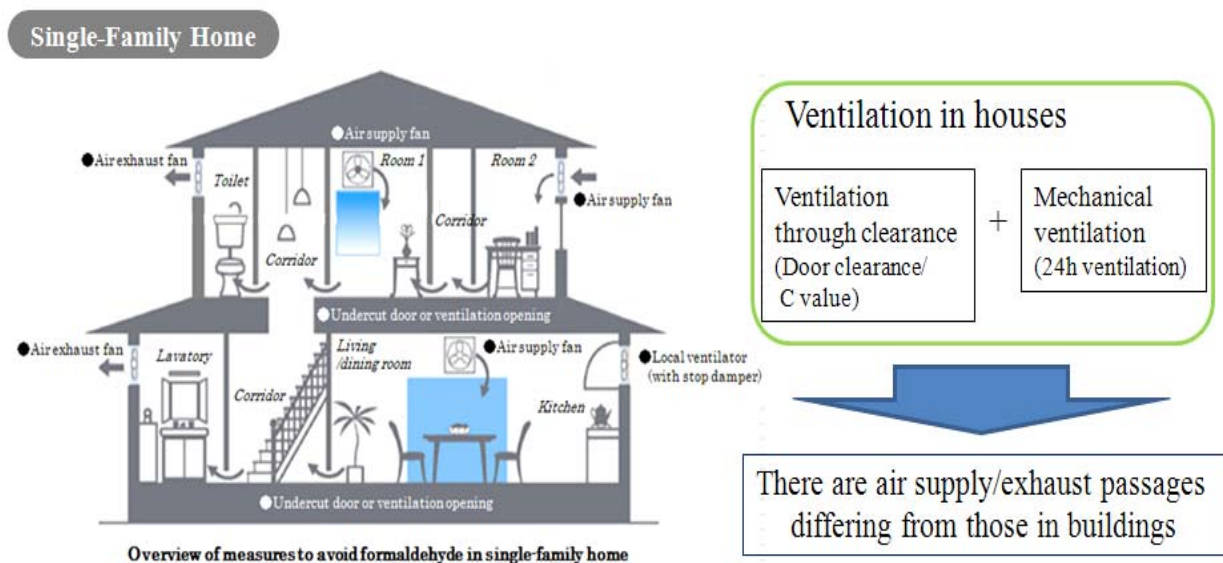 Single-Family Home
●Air supply fan
●Air exhaust fan
Toilet
Room 1
Room 2
●Air supply fan
Corridor
Corridor
●Undercut door or ventilation opening
●Air exhaust fan
Lavatory
Living
/dining room
●Air supply fan
●Local ventilator
(with stop damper)
Corridor
Kitchen
●Undercut door or ventilation opening
Overview of measures to avoid formaldehyde in single-family home
Ventilation in houses
Ventilation
through clearance
(Door clearance/
C value)
+
Mechanical
ventilation
(24h ventilation)
There are air supply/exhaust passages
differing from those in buildings